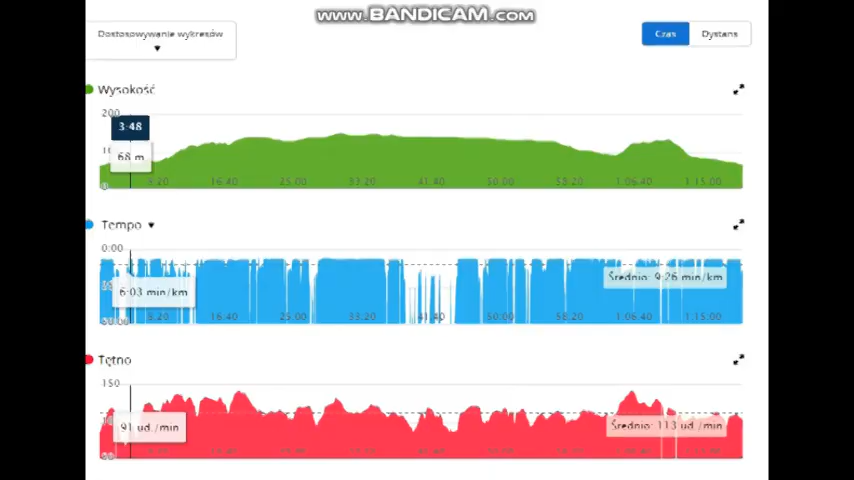 www.BANDICAM.com
Dostosowywanie wykresów
Czas
Dystans
Wysokość
200
3:48
68 m
16:40
25:00
33:20
41:40
50:00
58:20
1:06:40
1:15:00
Tempo
0:00
Średnio: 9:26 min/km
6:03 min/km
16:40
25:00
33:20
41:40
50:00
58:20
1:06:40
1:15:00
Tętno
150
91 ud./min
Średnio: 113 ud./min